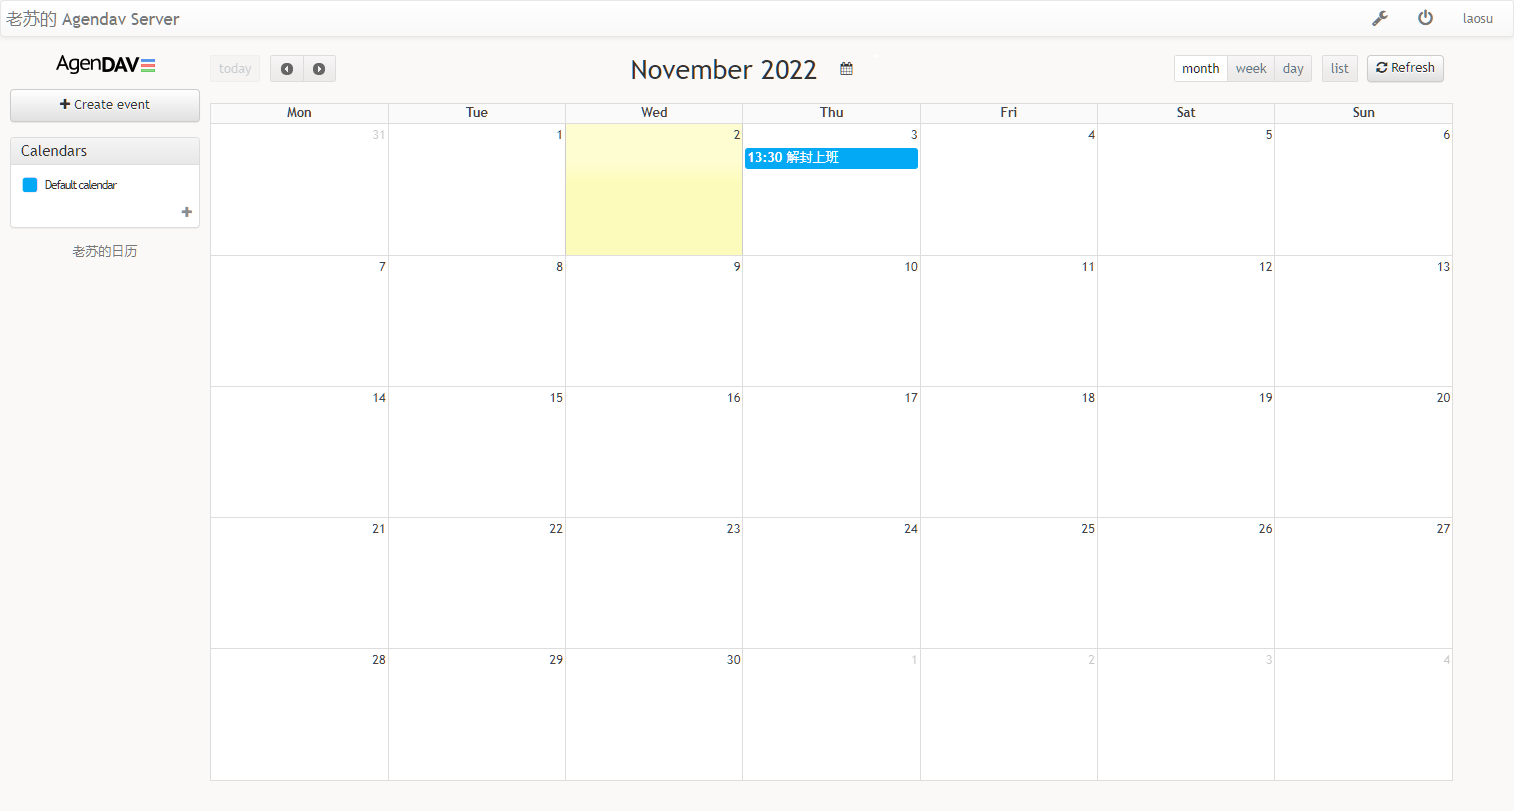 老苏的 Agendav Server
laosu
AgenDAV
today
November 2022
month week day list Refresh
Create event
Calendars
Default calendar
老苏的日历
Mon Tue Wed Thu Fri Sat Sun
31 1 2 3 4 5 6
13:30 解封上班
7 8 9 10 11 12 13
14 15 16 17 18 19 20
21 22 23 24 25 26 27
28 29 30 1 2 3 4